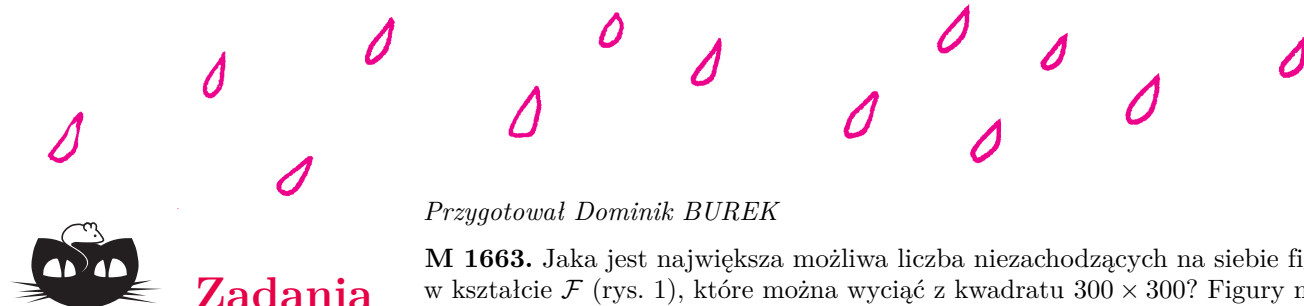 Przygotował Dominik BUREK
M 1663. Jaka jest największa możliwa liczba niezachodzących na siebie
Zadania
w kształcie F (rys. 1), które można wyciąć z kwadratu 300 × 300? Figury